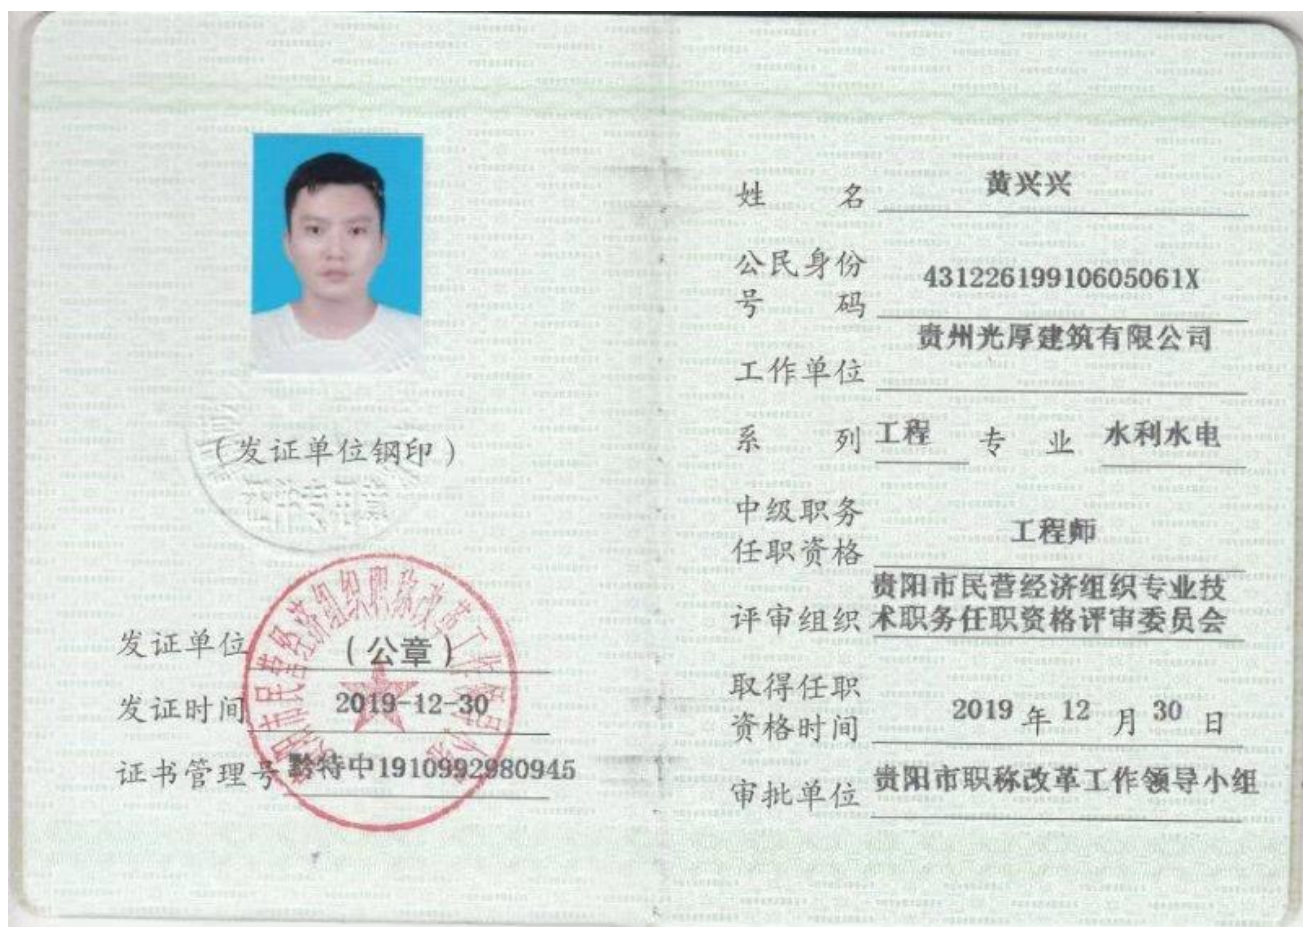 (发证单位钢印)
发证单位 (公章)
发证时间 2019-12-30
证书管理号 黔特中1910992980945
姓 名 黄兴兴
公民身份
号 码 43122619910605061X
贵州光厚建筑有限公司
工作单位
系 列 工程 专 业 水利水电
中级职务
任职资格 工程师
贵阳市民营经济组织专业技
评审组织 术职务任职资格评审委员会
取得任职
资格时间 2019 年 12 月 30 日
审批单位 贵阳市职称改革工作领导小组